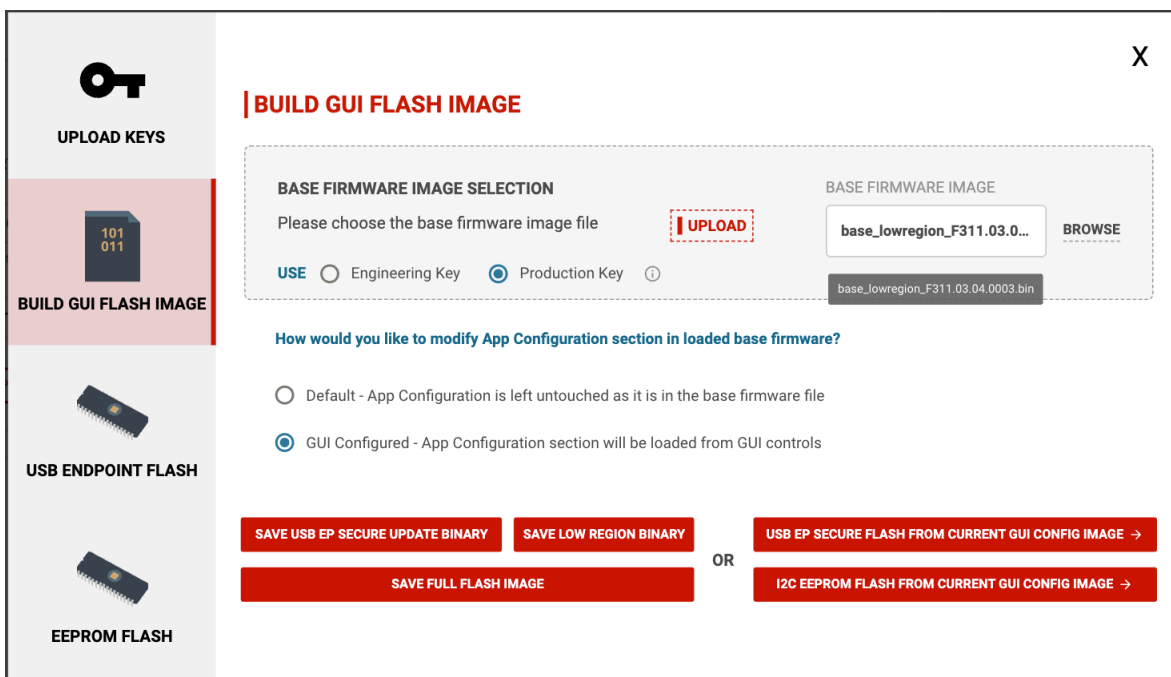 X
UPLOAD KEYS
101
011
BUILD GUI FLASH IMAGE
USB ENDPOINT FLASH
EEPROM FLASH
BUILD GUI FLASH IMAGE
BASE FIRMWARE IMAGE SELECTION
Please choose the base firmware image file
UPLOAD
BASE FIRMWARE IMAGE
base_lowregion_F311.03.0...
BROWSE
base_lowregion_F311.03.04.0003.bin
USE Engineering Key Production Key i
How would you like to modify App Configuration section in loaded base firmware?
Default - App Configuration is left untouched as it is in the base firmware file
GUI Configured - App Configuration section will be loaded from GUI controls
SAVE USB EP SECURE UPDATE BINARY
SAVE LOW REGION BINARY
SAVE FULL FLASH IMAGE
OR
USB EP SECURE FLASH FROM CURRENT GUI CONFIG IMAGE →
I2C EEPROM FLASH FROM CURRENT GUI CONFIG IMAGE →